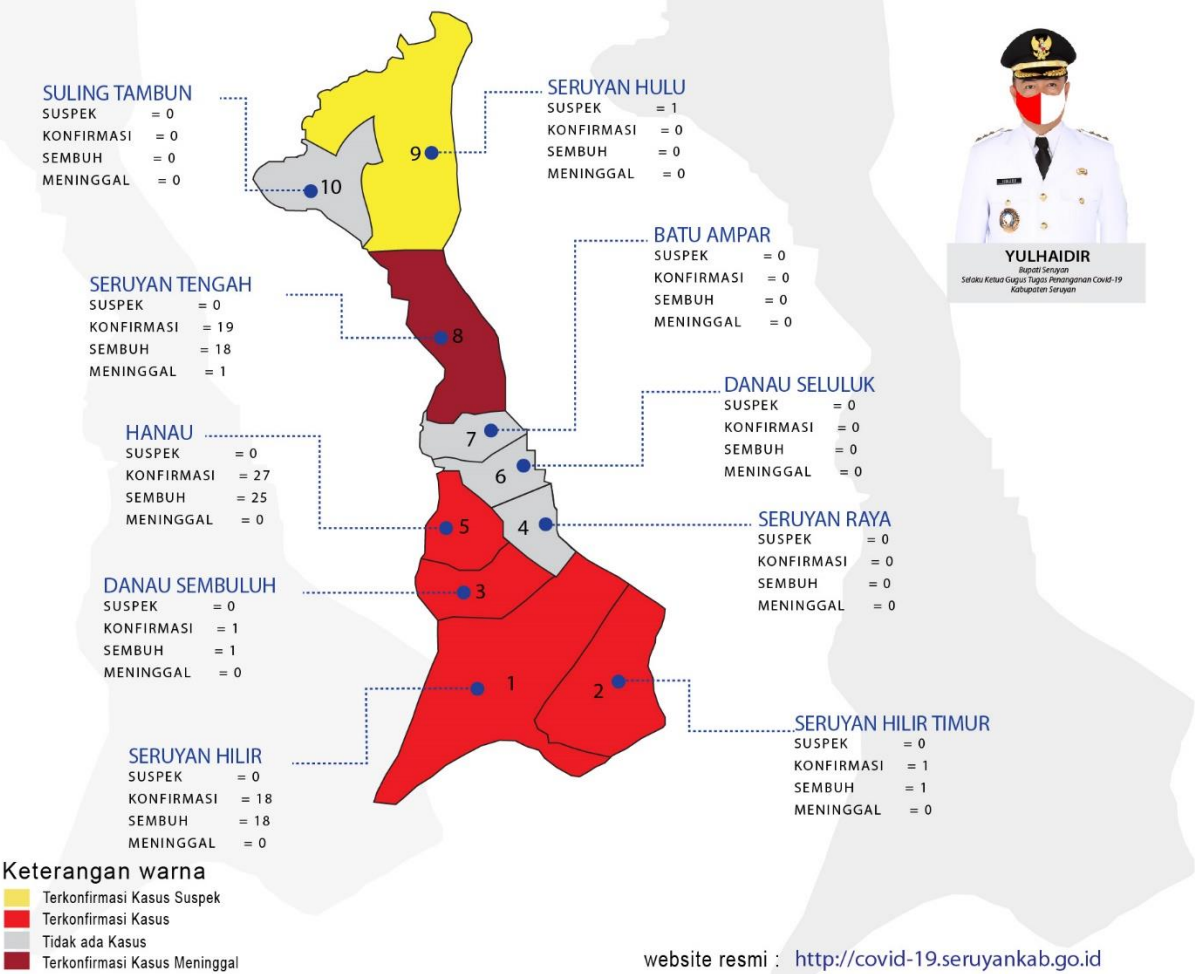 SULING TAMBUN
SUSPEK = 0
KONFIRMASI = 0
SEMBUH = 0
MENINGGAL = 0
SERUYAN HULU
SUSPEK = 1
KONFIRMASI = 0
SEMBUH = 0
MENINGGAL = 0
9
10
YULHAIDIR
Bupati Seruyan
Selaku Ketua Gugus Tugas Penanganan Covid-19
Kabupaten Seruyan
BATU AMPAR
SUSPEK = 0
KONFIRMASI = 0
SEMBUH = 0
MENINGGAL = 0
SERUYAN TENGAH
SUSPEK = 0
KONFIRMASI = 19
SEMBUH = 18
MENINGGAL = 1
8
DANAU SELULUK
SUSPEK = 0
KONFIRMASI = 0
SEMBUH = 0
MENINGGAL = 0
HANAU
SUSPEK = 0
KONFIRMASI = 27
SEMBUH = 25
MENINGGAL = 0
7
6
5
4
SERUYAN RAYA
SUSPEK = 0
KONFIRMASI = 0
SEMBUH = 0
MENINGGAL = 0
DANAU SEMBULUH
SUSPEK = 0
KONFIRMASI = 1
SEMBUH = 1
MENINGGAL = 0
3
1
2
SERUYAN HILIR TIMUR
SUSPEK = 0
KONFIRMASI = 1
SEMBUH = 1
MENINGGAL = 0
SERUYAN HILIR
SUSPEK = 0
KONFIRMASI = 18
SEMBUH = 18
MENINGGAL = 0
Keterangan warna
Terkonfirmasi Kasus Suspek
Terkonfirmasi Kasus
Tidak ada Kasus
Terkonfirmasi Kasus Meninggal
website resmi : http://covid-19.seruyankab.go.id